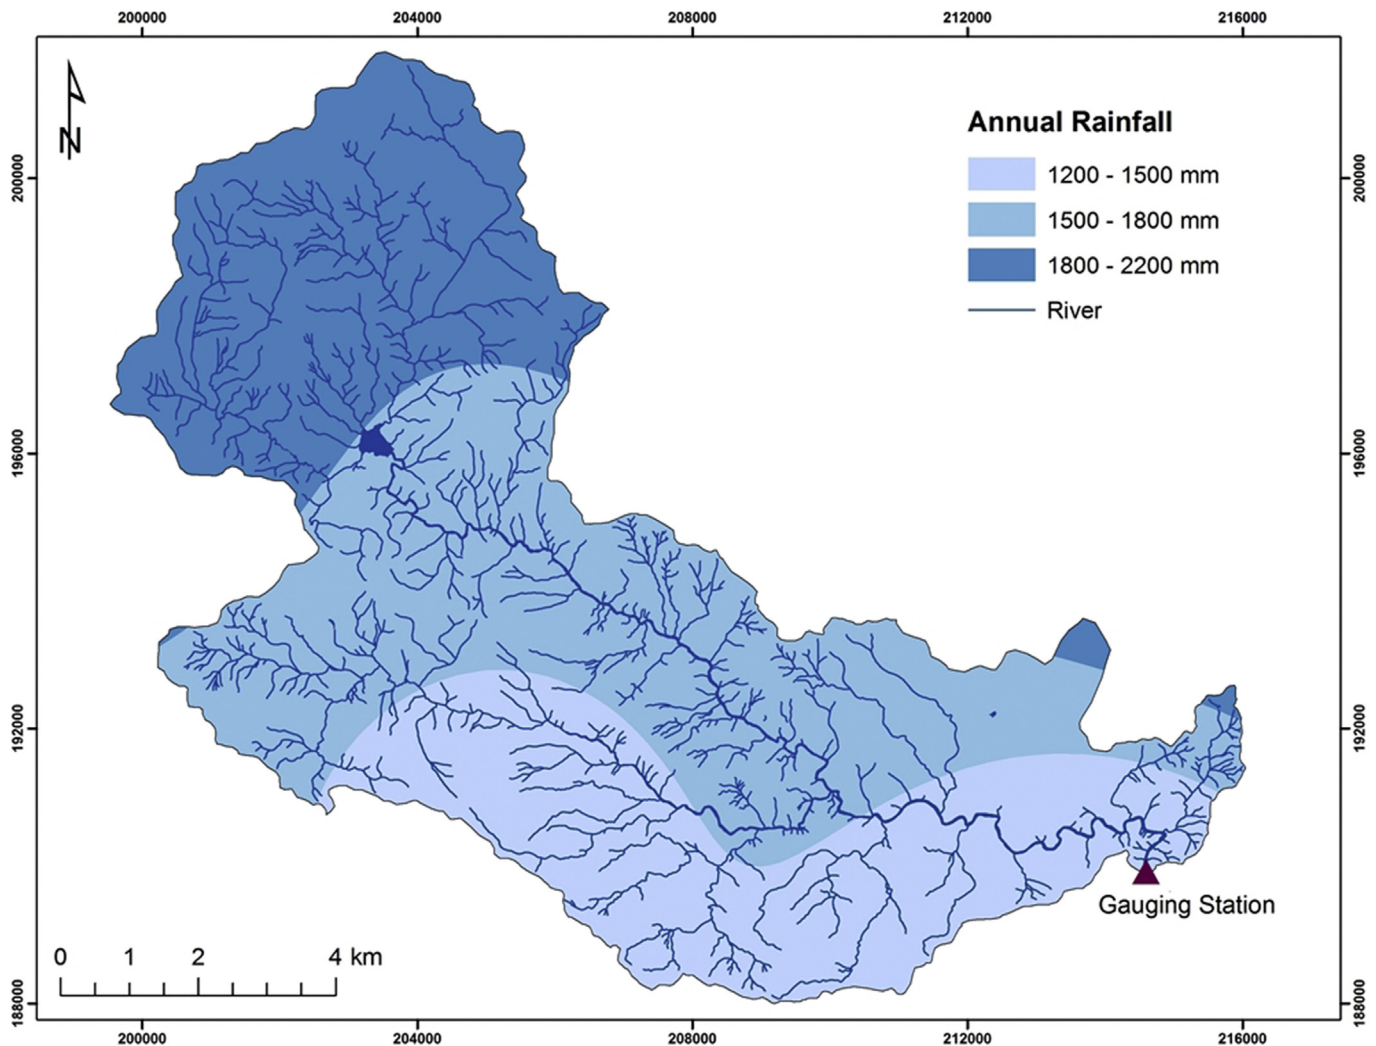 200000 204000 208000 212000 216000
N
Annual Rainfall
1200 - 1500 mm
1500 - 1800 mm
1800 - 2200 mm
River
200000 200000
196000 196000
192000 192000
188000 188000
Gauging Station
0 1 2 4 km
200000 204000 208000 212000 216000